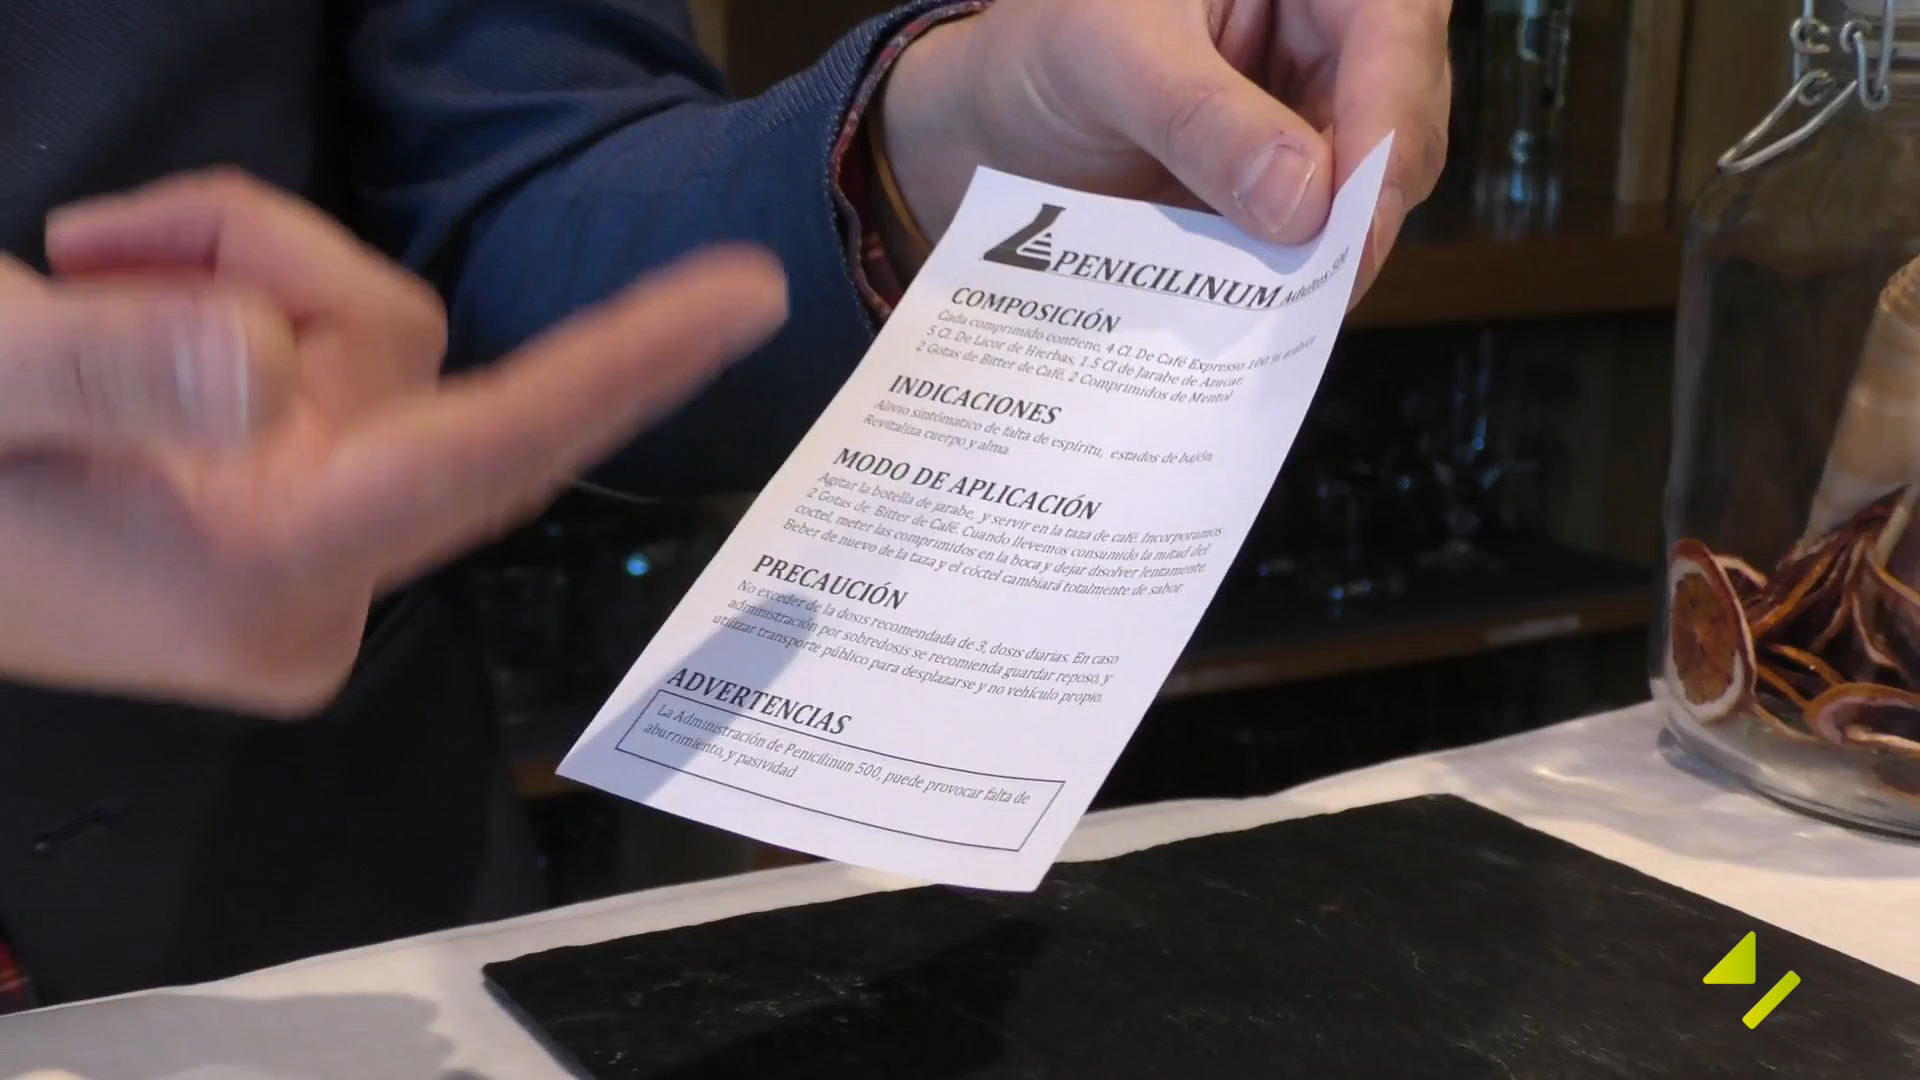 PENICILINUM Adultos 500
COMPOSICIÓN
Cada comprimido contiene, 4 Cl. De Café Expresso 100 % arábica
5 Cl. De Licor de Hierbas, 1.5 Cl de Jarabe de Azucar,
2 Gotas de Bitter de Café, 2 Comprimidos de Mentol
INDICACIONES
Alivio sintómatico de falta de espíritu, estados de bajón.
Revitaliza cuerpo y alma.
MODO DE APLICACIÓN
Agitar la botella de jarabe, y servir en la taza de café. Incorporamos
2 Gotas de Bitter de Café. Cuando llevemos consumido la mitad del
coctel, meter las comprimidos en la boca y dejar disolver lentamente.
Beber de nuevo de la taza y el cóctel cambiará totalmente de sabor.
PRECAUCIÓN
No exceder de la dosis recomendada de 3, dosis diarias. En caso
administración por sobredosis se recomienda guardar reposo, y
utilizar transporte público para desplazarse y no vehículo propio.
ADVERTENCIAS
La Administración de Penicilinun 500, puede provocar falta de
aburrimiento, y pasividad